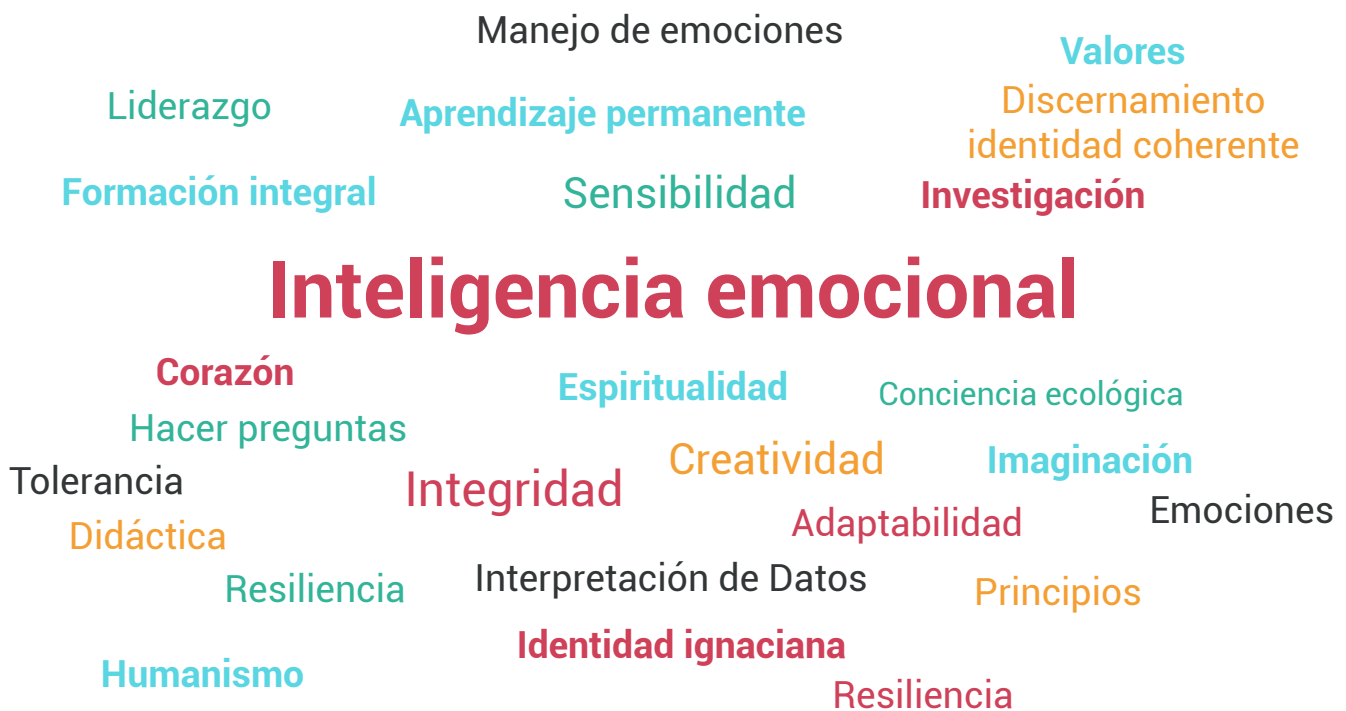 Manejo de emociones
Valores
Liderazgo
Aprendizaje permanente
Discernamiento
identidad coherente
Formación integral
Sensibilidad
Investigación
Inteligencia emocional
Corazón
Espiritualidad
Conciencia ecológica
Hacer preguntas
Creatividad
Imaginación
Tolerancia
Integridad
Emociones
Didáctica
Adaptabilidad
Resiliencia
Interpretación de Datos
Principios
Identidad ignaciana
Humanismo
Resiliencia